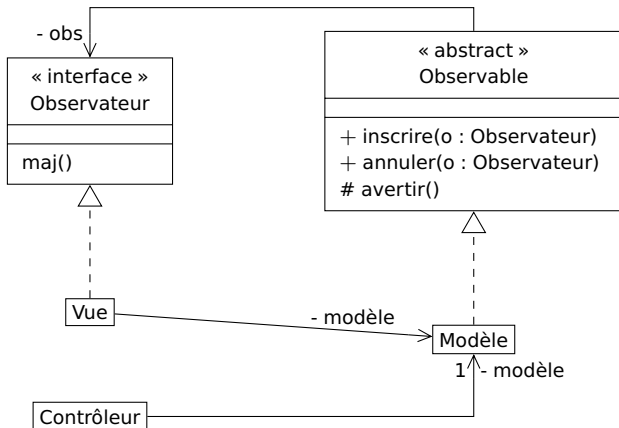 - obs
« interface »
Observateur
maj()
« abstract »
Observable
+ inscrire(o : Observateur)
+ annuler(o : Observateur)
# avertir()
Vue
- modèle
Modèle
1 - modèle
Contrôleur